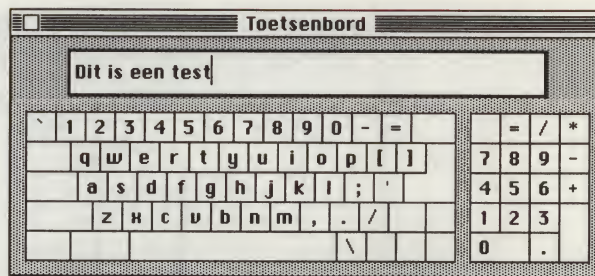 Toetsenbord
Dit is een test
` 1 2 3 4 5 6 7 8 9 0 - = = / *
q w e r t y u i o p [ ] 7 8 9 -
a s d f g h j k l ; ' 4 5 6 +
z x c v b n m , . / 1 2 3
\ 0 .